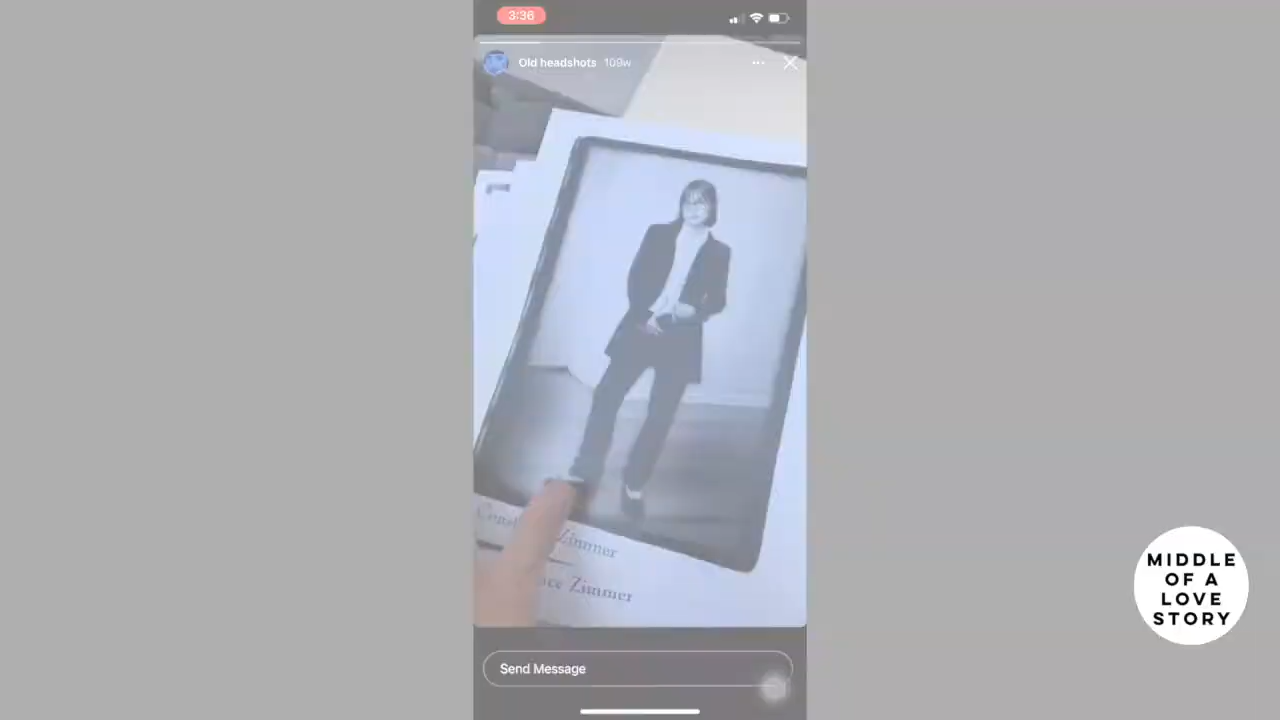 3:36
Old headshots 109w
Zimmer
Zimmer
Send Message
MIDDLE
OF A
LOVE
STORY